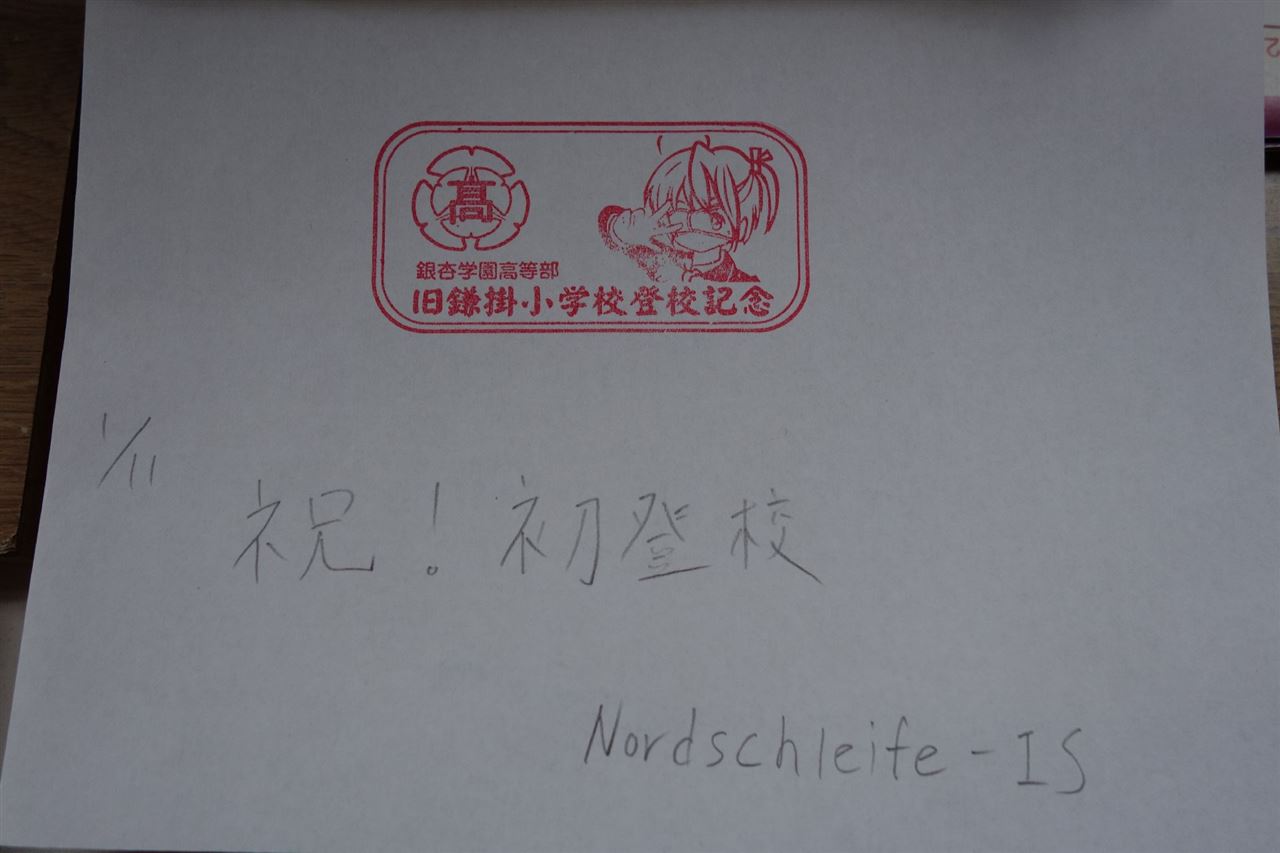 高
銀杏学園高等部
旧鎌掛小学校登校記念
1/11
祝！初登校
Nordschleife-IS